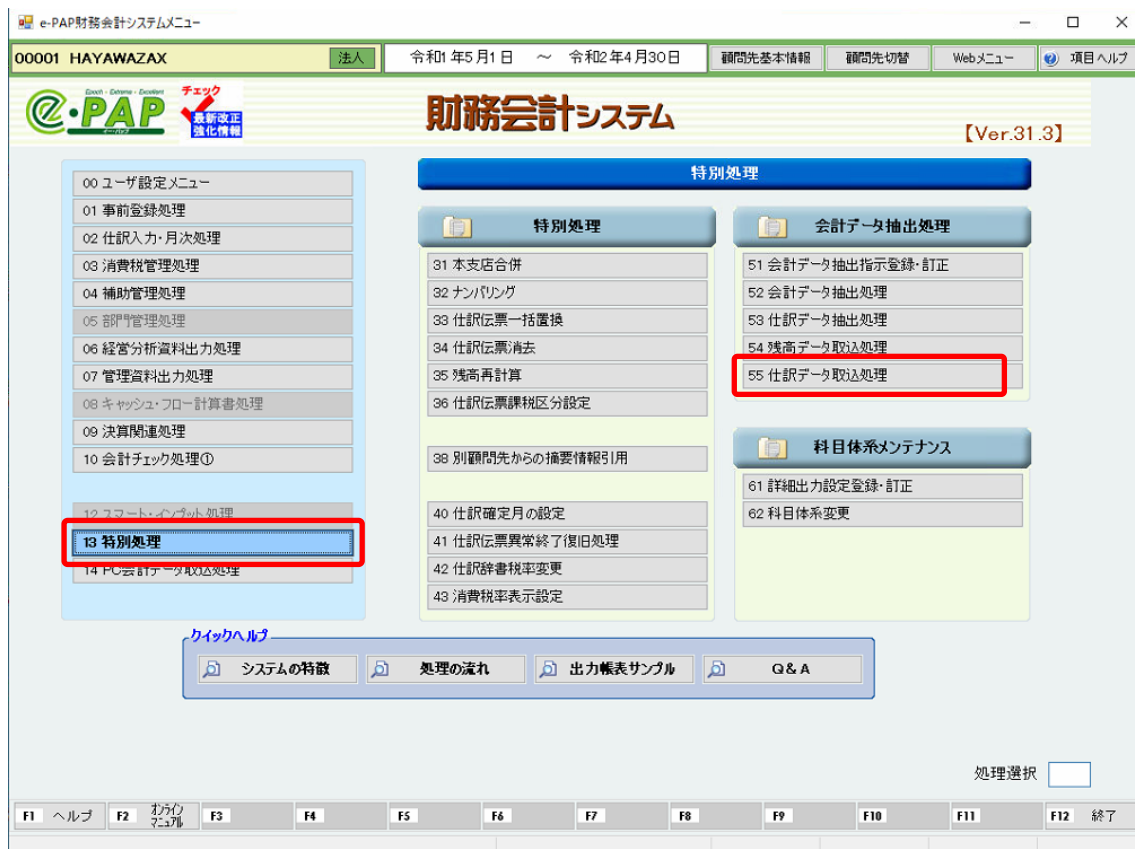 e-PAP財務会計システムメニュー
00001 HAYAWAZAX 法人 令和1年5月1日 ～ 令和2年4月30日 顧問先基本情報 顧問先切替 Webメニュー 項目ヘルプ
Epoch - Extreme - Excellent
e・PAP
イー・パップ
チェック
最新改正
強化情報
財務会計システム
【Ver.31.3】
00 ユーザ設定メニュー
01 事前登録処理
02 仕訳入力・月次処理
03 消費税管理処理
04 補助管理処理
05 部門管理処理
06 経営分析資料出力処理
07 管理資料出力処理
08 キャッシュ・フロー計算書処理
09 決算関連処理
10 会計チェック処理①
12 スマート・インプット処理
13 特別処理
14 PC会計データ取込処理
特別処理
特別処理
31 本支店合併
32 ナンバリング
33 仕訳伝票一括置換
34 仕訳伝票消去
35 残高再計算
36 仕訳伝票課税区分設定
38 別顧問先からの摘要情報引用
40 仕訳確定月の設定
41 仕訳伝票異常終了復旧処理
42 仕訳辞書税率変更
43 消費税率表示設定
会計データ抽出処理
51 会計データ抽出指示登録・訂正
52 会計データ抽出処理
53 仕訳データ抽出処理
54 残高データ取込処理
55 仕訳データ取込処理
科目体系メンテナンス
61 詳細出力設定登録・訂正
62 科目体系変更
クイックヘルプ
システムの特徴 処理の流れ 出力帳表サンプル Q&A
処理選択
F1 ヘルプ F2 オンラインマニュアル F3 F4 F5 F6 F7 F8 F9 F10 F11 F12 終了